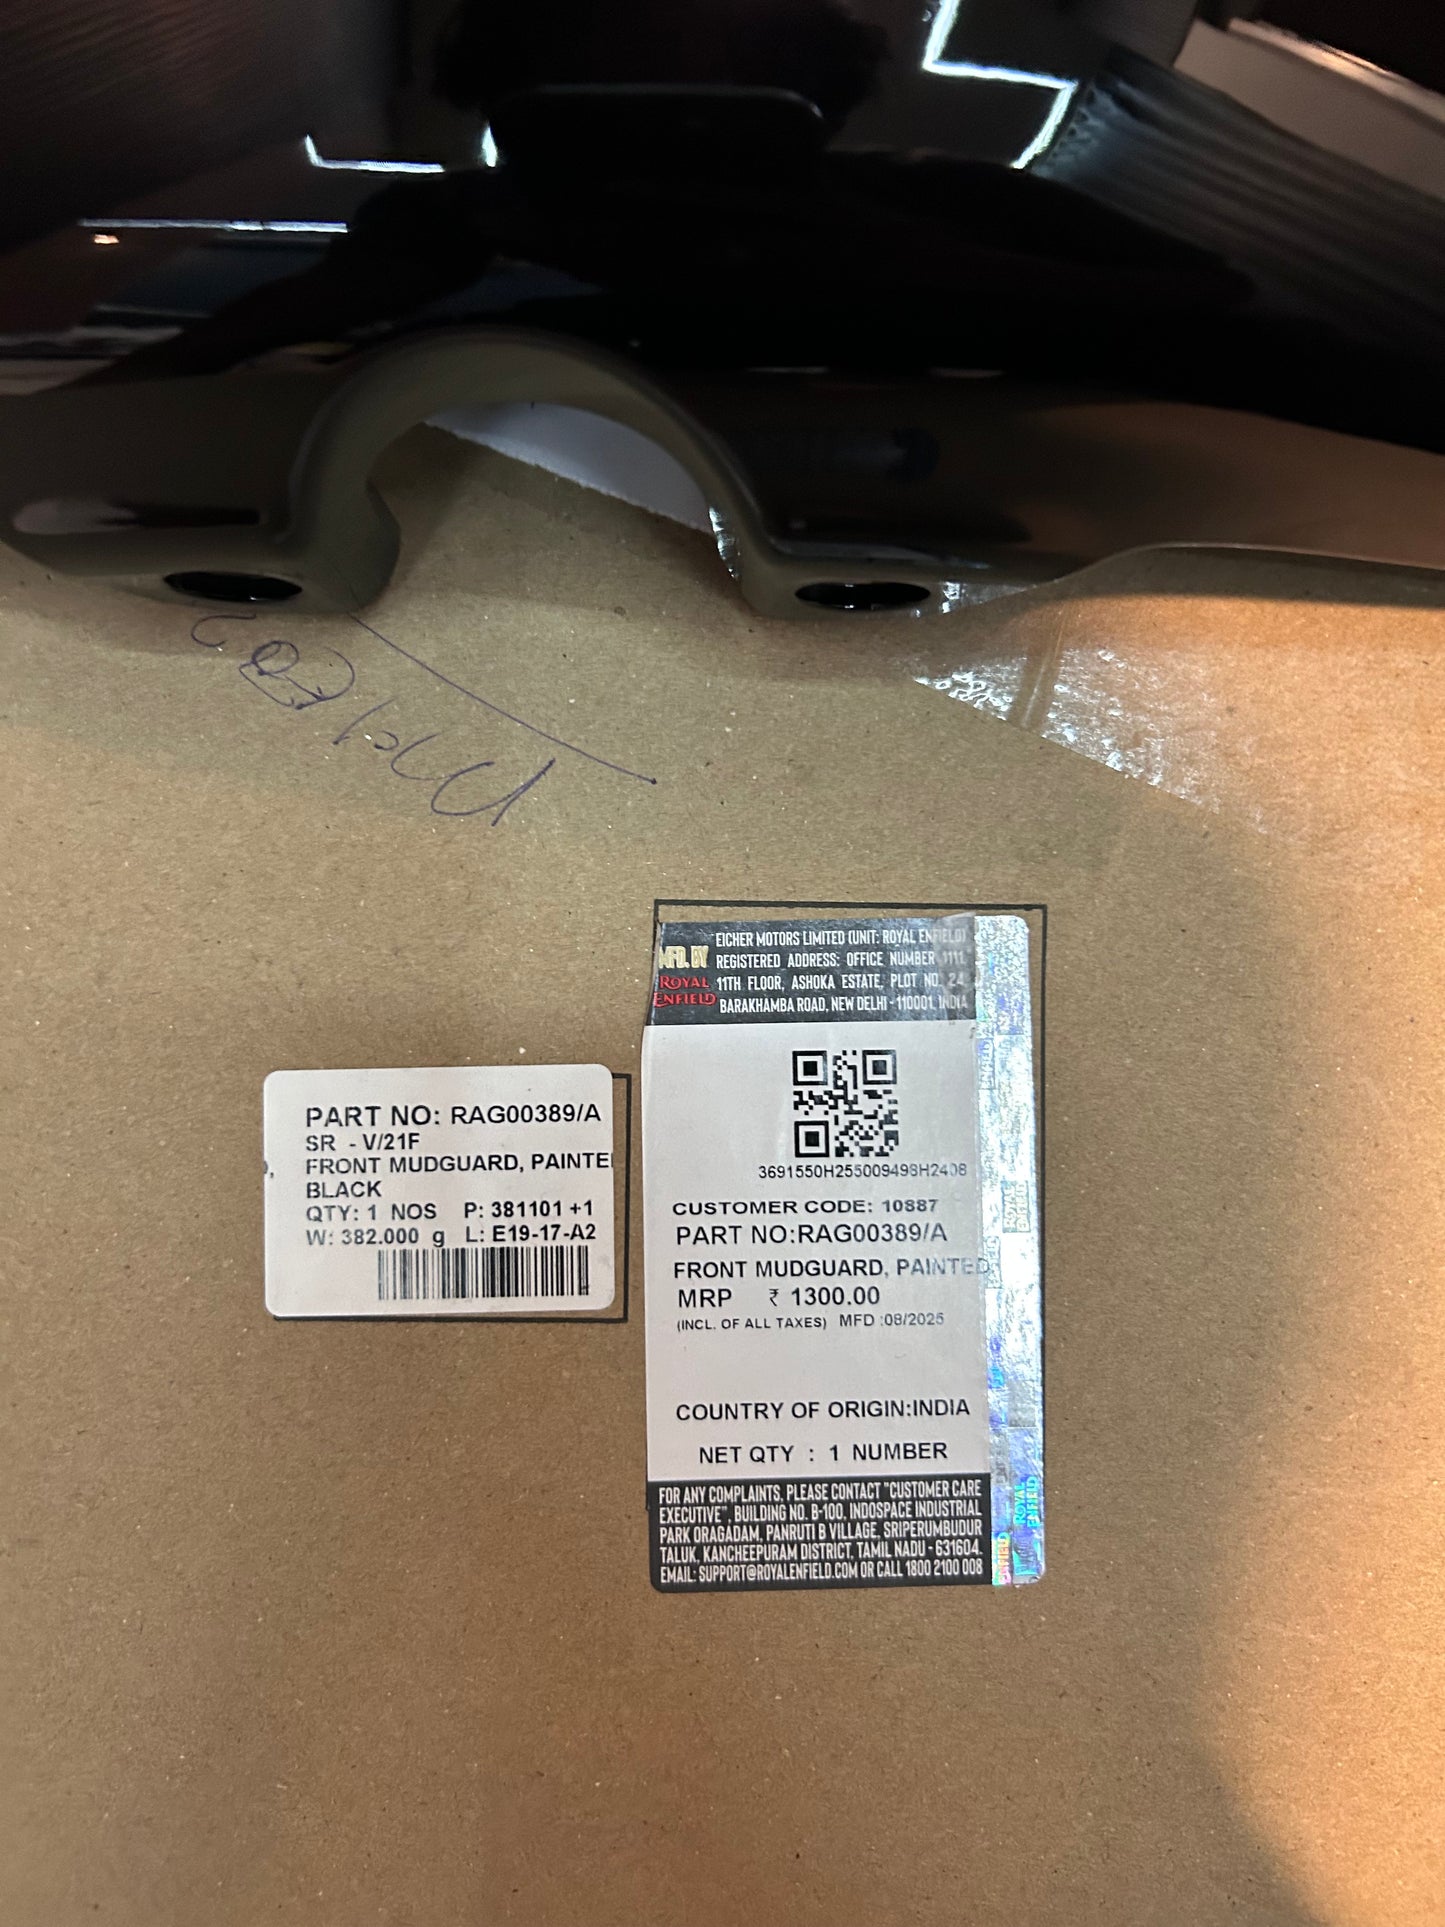 PART NO: RAG00389/A
SR - V/21F
FRONT MUDGUARD, PAINTE
BLACK
QTY: 1 NOS P: 381101 +1
W: 382.000 g L: E19-17-A2
MFD. BY
ROYAL
ENFIELD
EICHER MOTORS LIMITED (UNIT: ROYAL ENFIELD)
REGISTERED ADDRESS: OFFICE NUMBER 1111,
11TH FLOOR, ASHOKA ESTATE, PLOT NO. 24,
BARAKHAMBA ROAD, NEW DELHI - 110001. INDIA
3691550H255009498H2408
CUSTOMER CODE: 10887
PART NO:RAG00389/A
FRONT MUDGUARD, PAINTED
MRP ₹ 1300.00
(INCL. OF ALL TAXES) MFD :08/2025
COUNTRY OF ORIGIN:INDIA
NET QTY : 1 NUMBER
FOR ANY COMPLAINTS, PLEASE CONTACT "CUSTOMER CARE
EXECUTIVE", BUILDING NO. B-100, INDOSPACE INDUSTRIAL
PARK ORAGADAM, PANRUTI B VILLAGE, SRIPERUMBUDUR
TALUK, KANCHEEPURAM DISTRICT, TAMIL NADU - 631604.
EMAIL: SUPPORT@ROYALENFIELD.COM OR CALL 1800 2100 008
ROYAL
ENFIELD